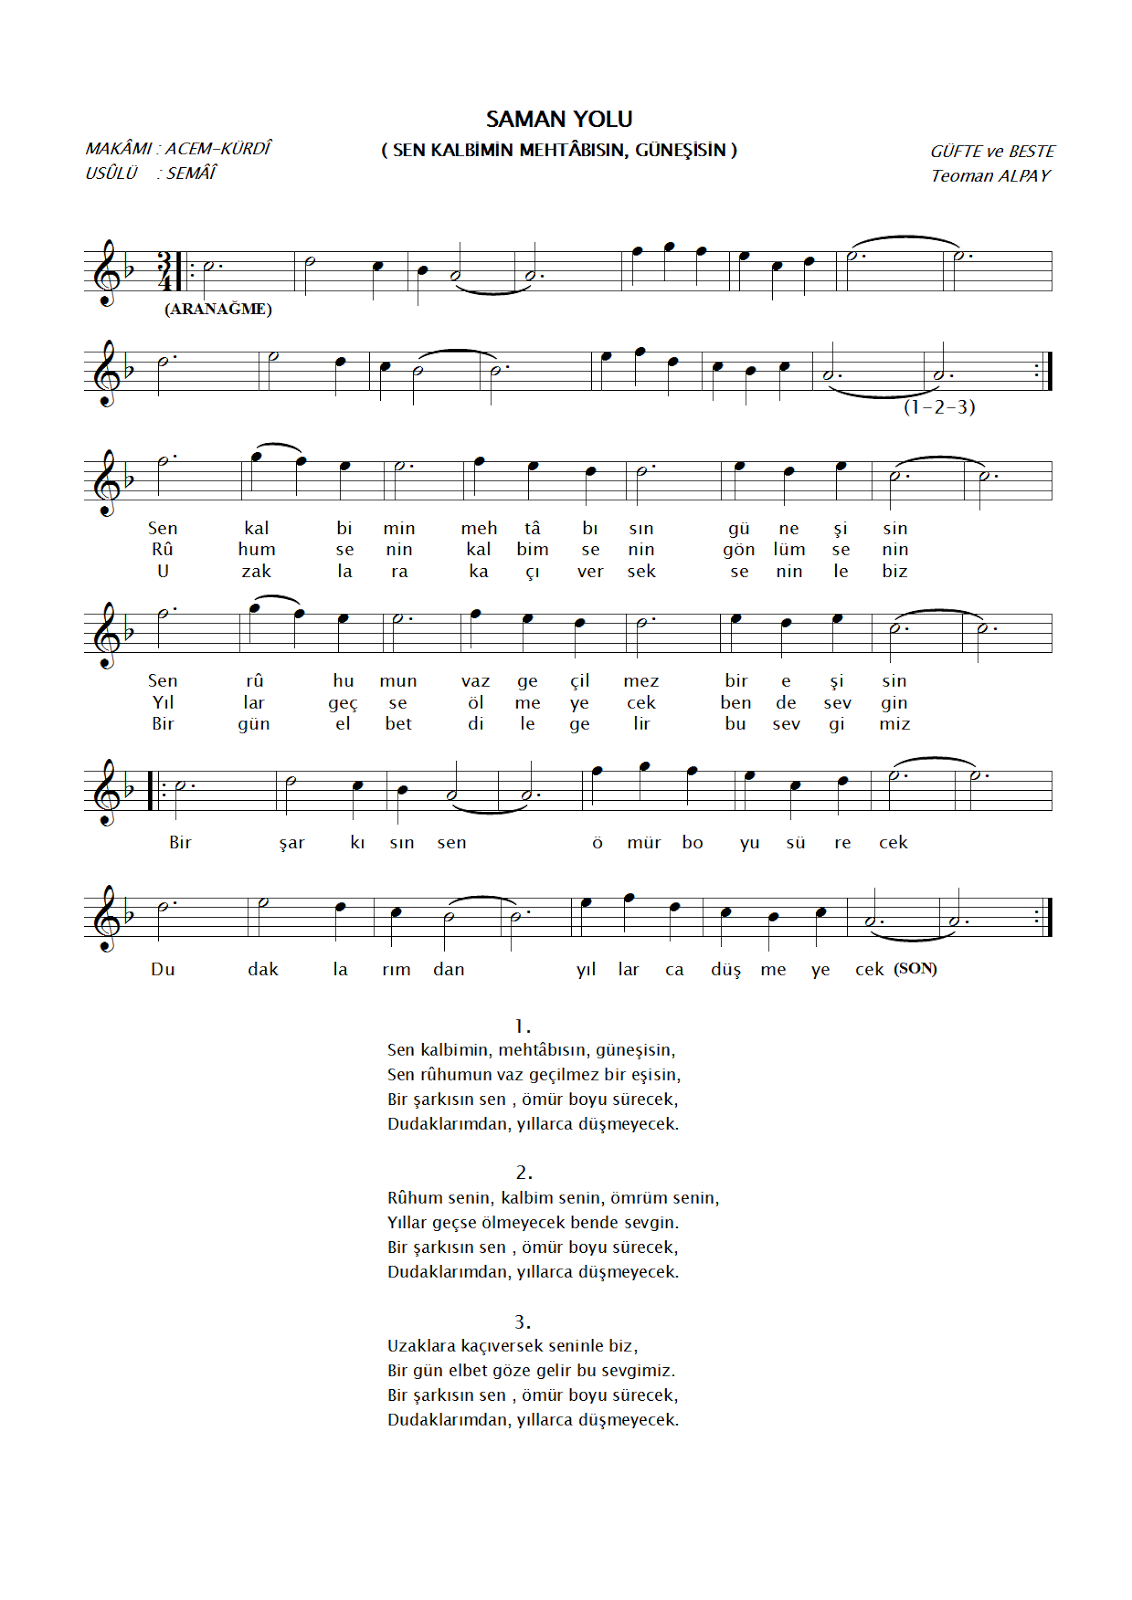 SAMAN YOLU
MAKÂMI : ACEM-KÜRDÎ
( SEN KALBİMİN MEHTÂBISIN, GÜNEŞİSİN )
GÜFTE ve BESTE
USÛLÜ : SEMÂÎ
Teoman ALPAY
3
4
(ARANAĞME)
(1-2-3)
Sen kal bi min meh tâ bı sın gü ne şi sin
Rû hum se nin kal bim se nin gön lüm se nin
U zak la ra ka çı ver sek se nin le biz
Sen rû hu mun vaz ge çil mez bir e şi sin
Yıl lar geç se öl me ye cek ben de sev gin
Bir gün el bet di le ge lir bu sev gi miz
Bir şar kı sın sen ö mür bo yu sü re cek
Du dak la rım dan yıl lar ca düş me ye cek (SON)
1.
Sen kalbimin, mehtâbısın, güneşisin,
Sen rûhumun vaz geçilmez bir eşisin,
Bir şarkısın sen , ömür boyu sürecek,
Dudaklarımdan, yıllarca düşmeyecek.
2.
Rûhum senin, kalbim senin, ömrüm senin,
Yıllar geçse ölmeyecek bende sevgin.
Bir şarkısın sen , ömür boyu sürecek,
Dudaklarımdan, yıllarca düşmeyecek.
3.
Uzaklara kaçıversek seninle biz,
Bir gün elbet göze gelir bu sevgimiz.
Bir şarkısın sen , ömür boyu sürecek,
Dudaklarımdan, yıllarca düşmeyecek.